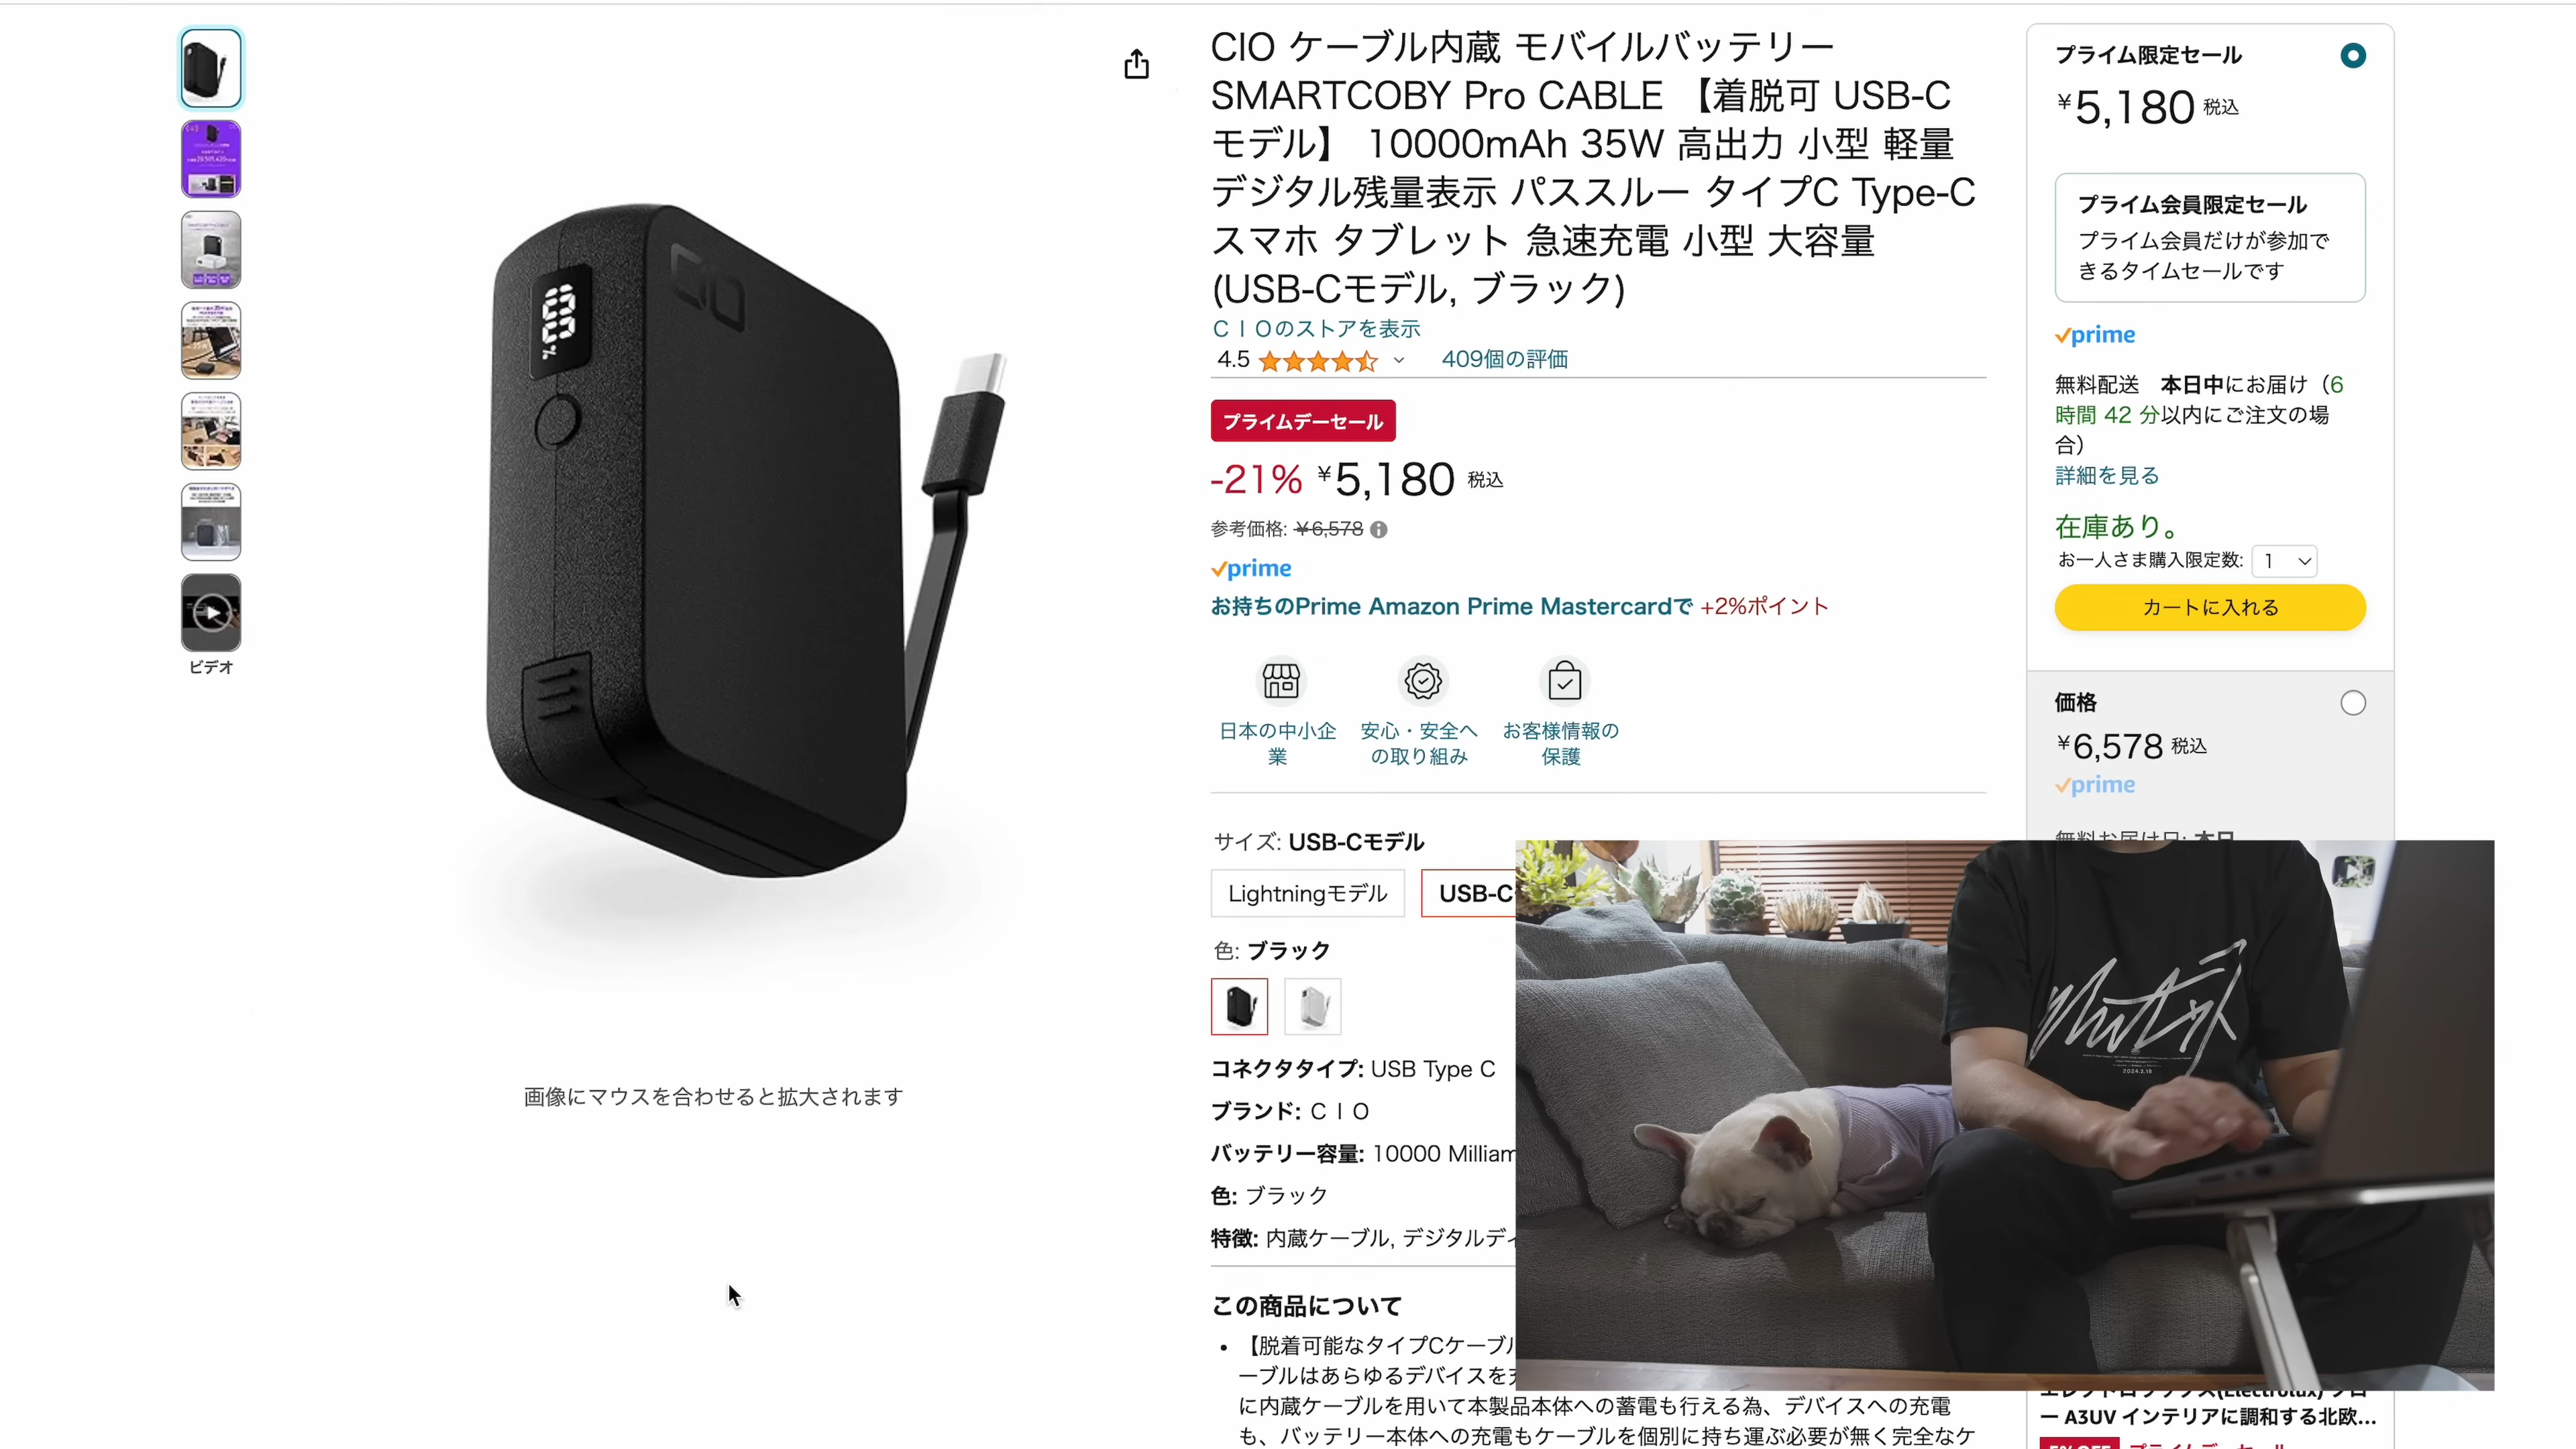 CIO ケーブル内蔵 モバイルバッテリー
SMARTCOBY Pro CABLE 【着脱可 USB-C
モデル】 10000mAh 35W 高出力 小型 軽量
デジタル残量表示 パススルー タイプC Type-C
スマホ タブレット 急速充電 小型 大容量
(USB-Cモデル, ブラック)
ＣＩＯのストアを表示
4.5 409個の評価
プライムデーセール
-21% ¥5,180 税込
参考価格: ¥6,578
prime
お持ちのPrime Amazon Prime Mastercardで +2%ポイント
日本の中小企
業
安心・安全へ
の取り組み
お客様情報の
保護
サイズ: USB-Cモデル
Lightningモデル
USB-C
色: ブラック
コネクタタイプ: USB Type C
ブランド: ＣＩＯ
バッテリー容量: 10000
色: ブラック
特徴: 内蔵ケーブル,
この商品について
【脱着可能なタイプCケーブル
ーブルはあらゆるデバイスを
に内蔵ケーブルを用いて本製品本体への蓄電も行える為、デバイスへの充電
も、バッテリー本体への充電もケーブルを個別に持ち運ぶ必要が無く完全なケ
CIO
ビデオ
画像にマウスを合わせると拡大されます
プライム限定セール
¥5,180 税込
プライム会員限定セール
プライム会員だけが参加で
きるタイムセールです
prime
無料配送 本日中にお届け（6
時間 42 分以内にご注文の場
合）
詳細を見る
在庫あり。
お一人さま購入限定数: 1
カートに入れる
価格
¥6,578 税込
prime
無料お届け日: 本日
2024.2.18
ー A3UV インテリアに調和する北欧...